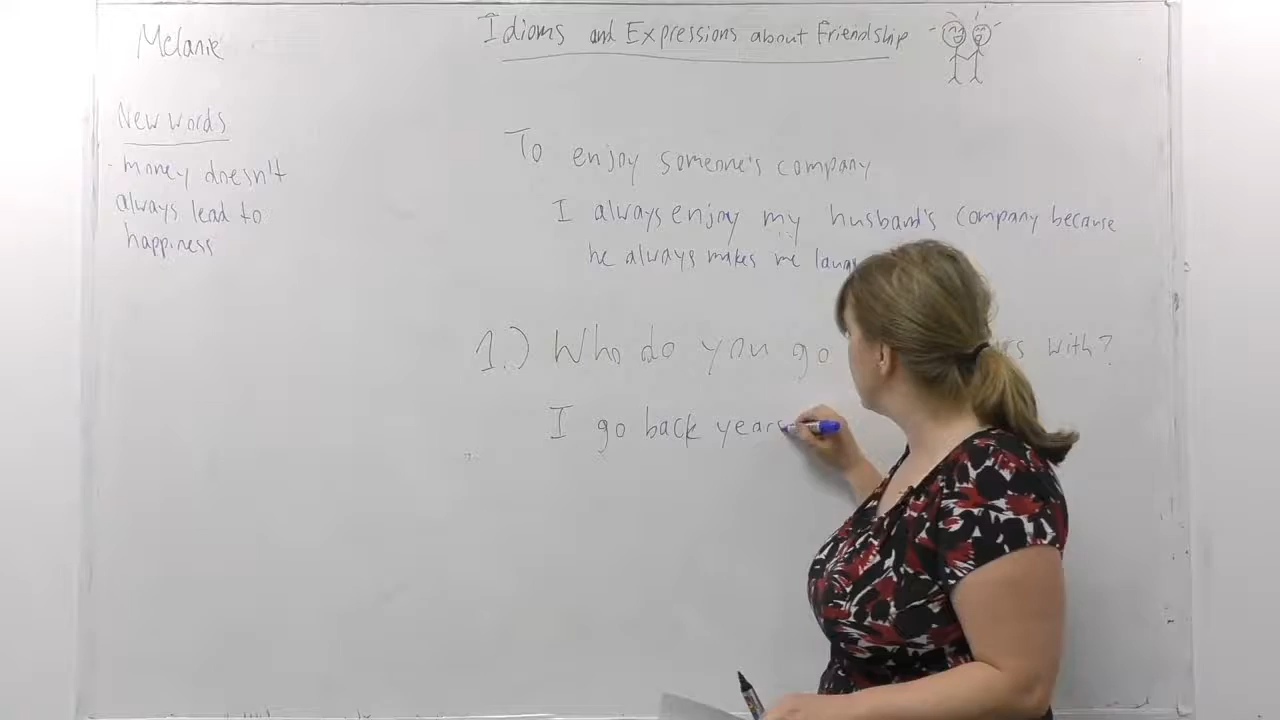 Melanie
Idioms and Expressions about Friendship
New words
- money doesn't
always lead to
happiness
To enjoy someone's company
I always enjoy my husband's company because
he always makes me
1.) Who do you go with?
I go back years